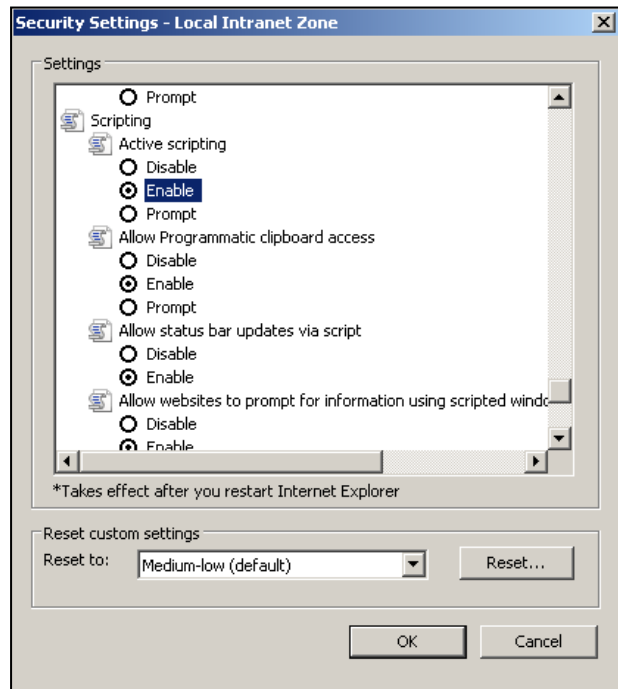 Security Settings - Local Intranet Zone
Settings
Prompt
Scripting
Active scripting
Disable
Enable
Prompt
Allow Programmatic clipboard access
Disable
Enable
Prompt
Allow status bar updates via script
Disable
Enable
Allow websites to prompt for information using scripted windo
Disable
Enable
*Takes effect after you restart Internet Explorer
Reset custom settings
Reset to: Medium-low (default) Reset...
OK Cancel